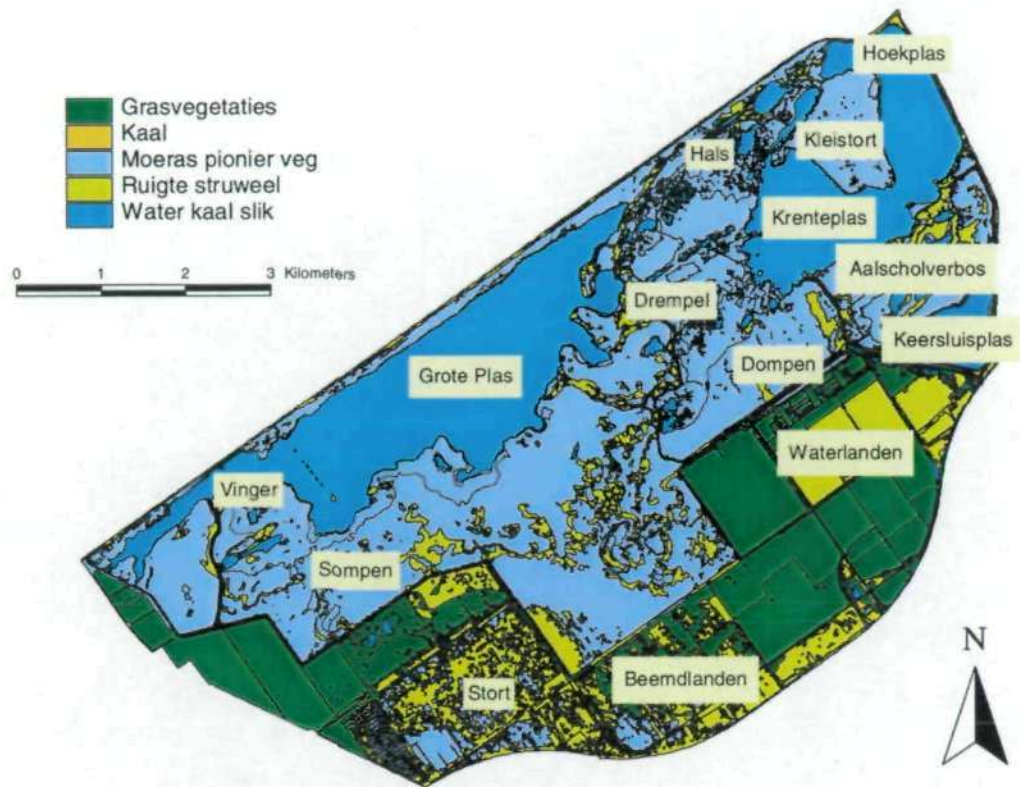 Grasvegetaties
Kaal
Moeras pionier veg
Ruigte struweel
Water kaal slik
0 1 2 3 Kilometers
Hoekplas
Kleistort
Hals
Krenteplas
Aalscholverbos
Drempel
Keersluisplas
Dompen
Grote Plas
Waterlanden
Vinger
Sompen
Beemdlanden
Stort
N